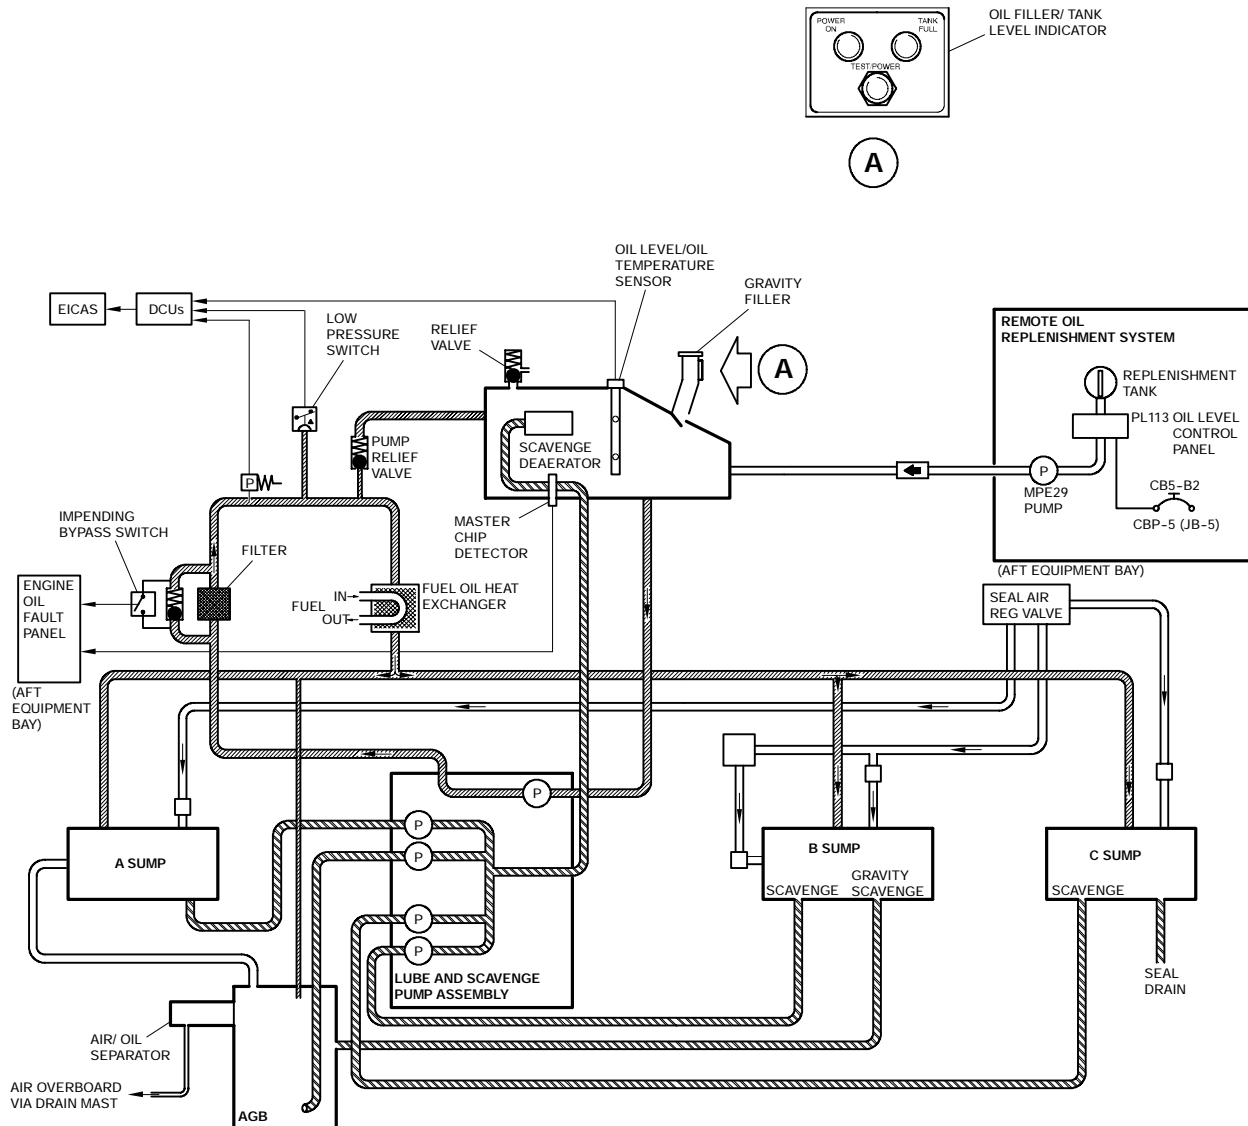 POWER
ON
TANK
FULL
TEST/POWER
OIL FILLER/ TANK
LEVEL INDICATOR
A
OIL LEVEL/OIL
TEMPERATURE
SENSOR
GRAVITY
FILLER
EICAS
DCUs
LOW
PRESSURE
SWITCH
RELIEF
VALVE
A
REMOTE OIL
REPLENISHMENT SYSTEM
REPLENISHMENT
TANK
PL113 OIL LEVEL
CONTROL
PANEL
P
MPE29
PUMP
CB5-B2
CBP-5 (JB-5)
(AFT EQUIPMENT BAY)
PUMP
RELIEF
VALVE
SCAVENGE
DEAERATOR
P
IMPENDING
BYPASS SWITCH
FILTER
MASTER
CHIP
DETECTOR
ENGINE
OIL
FAULT
PANEL
(AFT
EQUIPMENT
BAY)
IN
FUEL
OUT
FUEL OIL HEAT
EXCHANGER
SEAL AIR
REG VALVE
P
P
P
P
P
LUBE AND SCAVENGE
PUMP ASSEMBLY
A SUMP
B SUMP
SCAVENGE
GRAVITY
SCAVENGE
C SUMP
SCAVENGE
SEAL
DRAIN
AIR/ OIL
SEPARATOR
AIR OVERBOARD
VIA DRAIN MAST
AGB